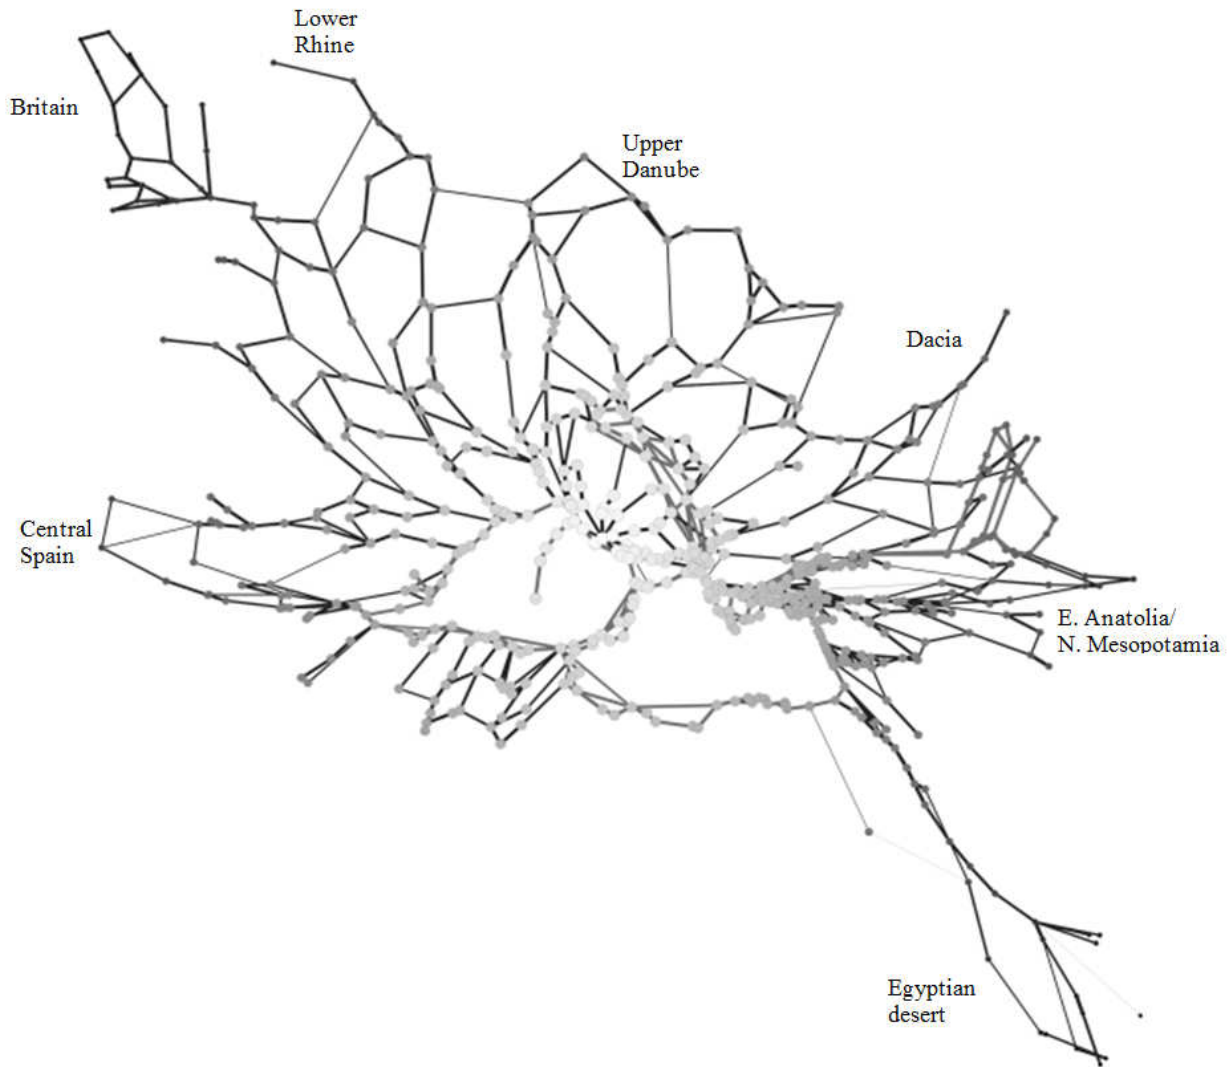 Lower
Rhine
Britain
Upper
Danube
Dacia
Central
Spain
E. Anatolia/
N. Mesopotamia
Egyptian
desert